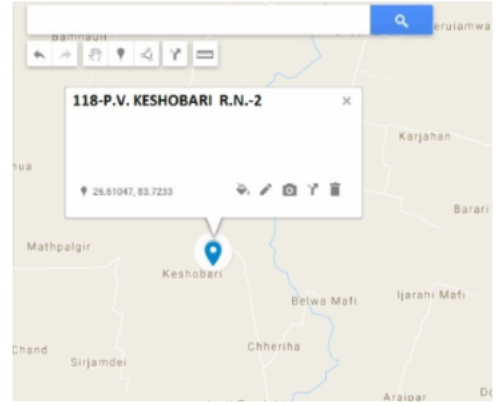 Bamnauli
eruiamwa
118-P.V. KESHOBARI R.N.-2
×
Karjahan
hua
26.61047, 83.7233
Barari
Mathpalgir
Keshobari
Belwa Mafi
Ijarahi Mafi
Chand
Chheriha
Sirjamdei
Araipar